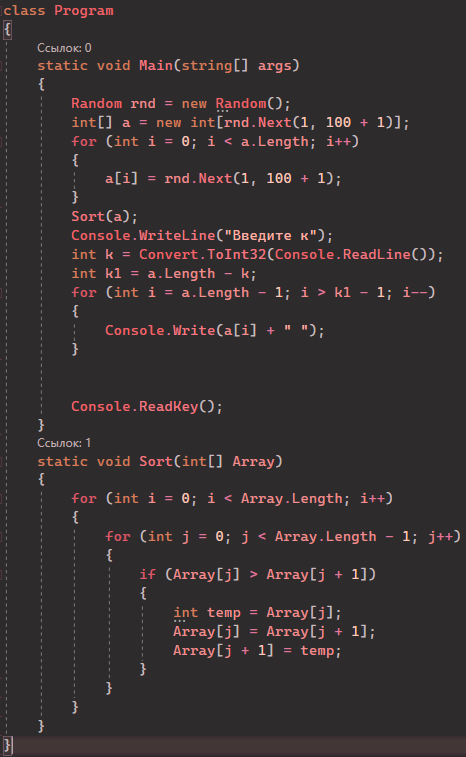 class Program
{
Ссылок: 0
static void Main(string[] args)
{
Random rnd = new Random();
int[] a = new int[rnd.Next(1, 100 + 1)];
for (int i = 0; i < a.Length; i++)
{
a[i] = rnd.Next(1, 100 + 1);
}
Sort(a);
Console.WriteLine("Введите к");
int k = Convert.ToInt32(Console.ReadLine());
int k1 = a.Length - k;
for (int i = a.Length - 1; i > k1 - 1; i--)
{
Console.Write(a[i] + " ");
}
Console.ReadKey();
}
Ссылок: 1
static void Sort(int[] Array)
{
for (int i = 0; i < Array.Length; i++)
{
for (int j = 0; j < Array.Length - 1; j++)
{
if (Array[j] > Array[j + 1])
{
int temp = Array[j];
Array[j] = Array[j + 1];
Array[j + 1] = temp;
}
}
}
}
}